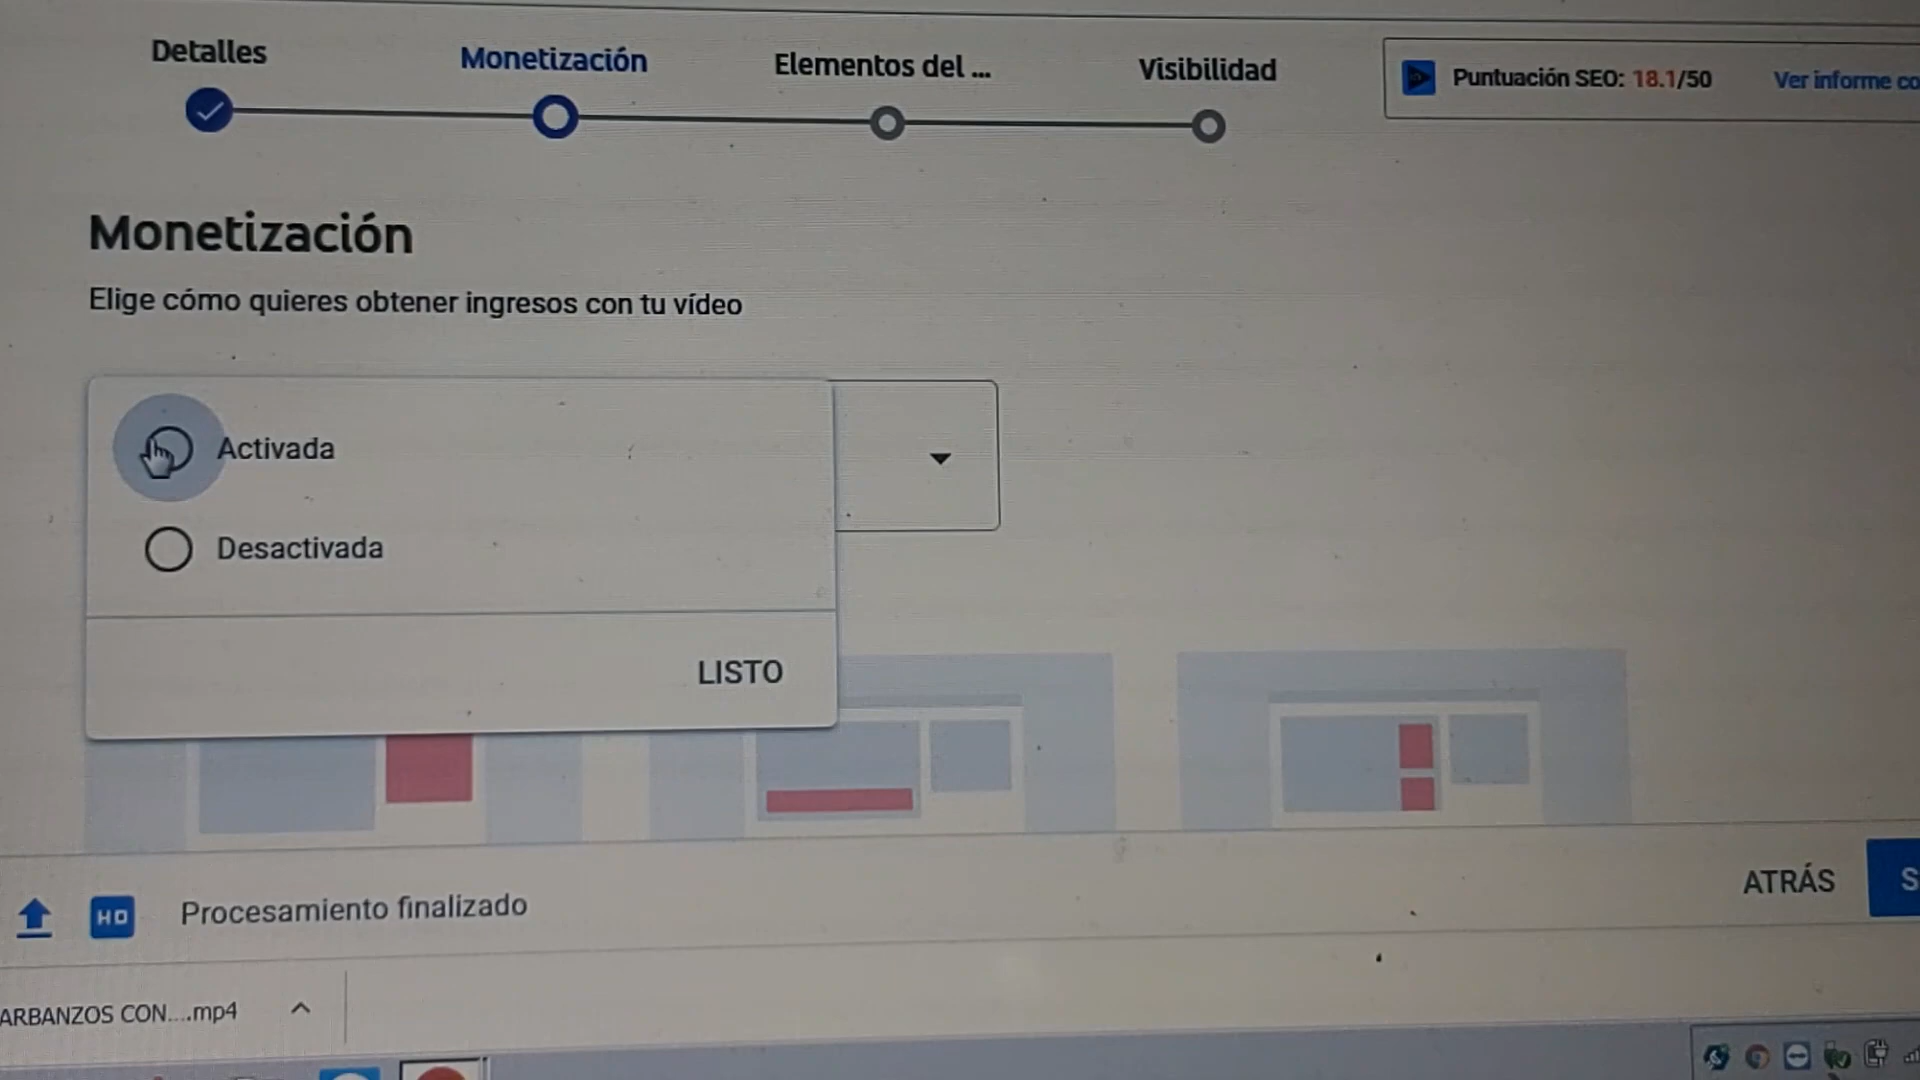 Detalles
Monetización
Elementos del ...
Visibilidad
Puntuación SEO: 18.1/50
Ver informe co
Monetización
Elige cómo quieres obtener ingresos con tu vídeo
Activada
Desactivada
LISTO
ATRÁS
S
HD
Procesamiento finalizado
ARBANZOS CON....mp4